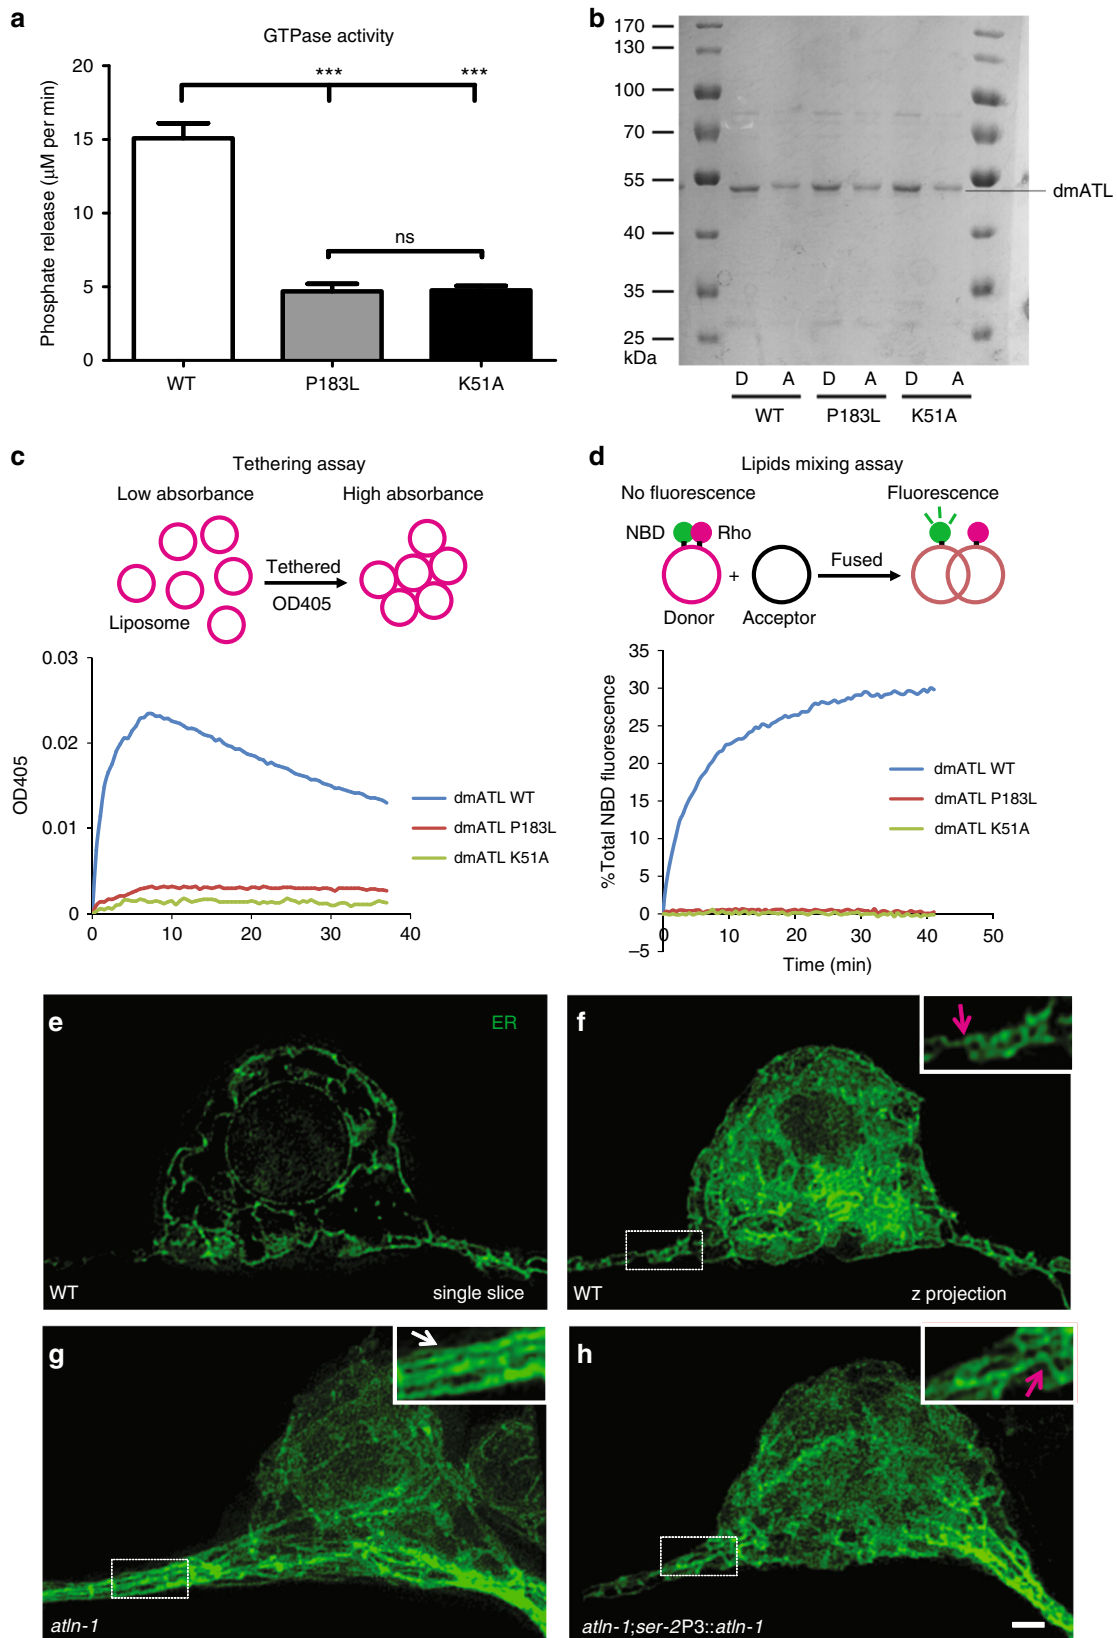 a
GTPase activity
Phosphate release (μM per min)
20
15
10
5
0
***
***
ns
WT
P183L
K51A
b
170
130
100
70
55
40
35
25
kDa
dmATL
D A D A D A
WT P183L K51A
c
Tethering assay
Low absorbance
High absorbance
Tethered
OD405
Liposome
OD405
0.03
0.02
0.01
0
0 10 20 30 40
dmATL WT
dmATL P183L
dmATL K51A
d
Lipids mixing assay
No fluorescence
Fluorescence
NBD
Rho
+
Fused
Donor
Acceptor
%Total NBD fluorescence
35
30
25
20
15
10
5
0
–5
0 10 20 30 40 50
Time (min)
dmATL WT
dmATL P183L
dmATL K51A
e
ER
WT
single slice
f
WT
z projection
g
atln-1
h
atln-1;ser-2P3::atln-1